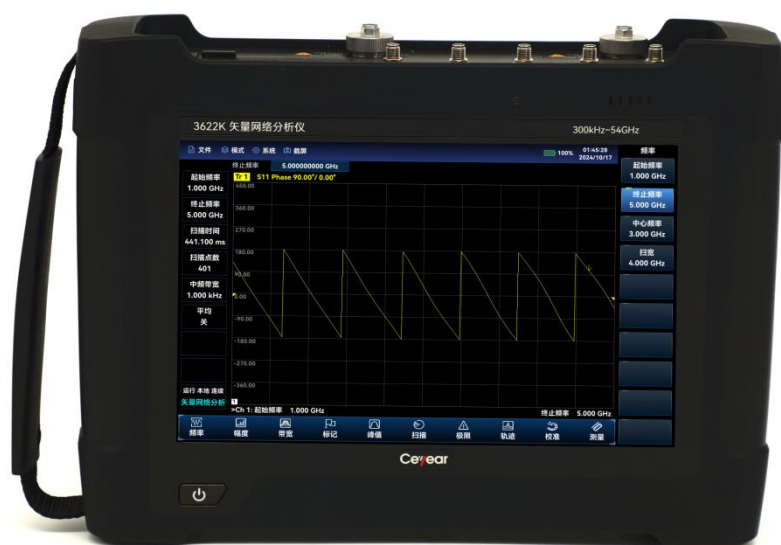 3622K 矢量网络分析仪
300kHz~54GHz
文件 模式 系统 截屏
100%
01:45:28
2024/10/17
频率
终止频率 5.000000000 GHz
Tr 1 S11 Phase 90.00°/ 0.00°
起始频率
1.000 GHz
终止频率
5.000 GHz
扫描时间
441.100 ms
扫描点数
401
中频带宽
1.000 kHz
平均
关
运行 本地 连续
矢量网络分析
450.00
360.00
270.00
180.00
90.00
0.00
-90.00
-180.00
-270.00
-360.00
1
>Ch 1: 起始频率 1.000 GHz
终止频率 5.000 GHz
起始频率
1.000 GHz
终止频率
5.000 GHz
中心频率
3.000 GHz
扫宽
4.000 GHz
频率 幅度 带宽 标记 峰值 扫描 极限 轨迹 校准 测量
Ceyear